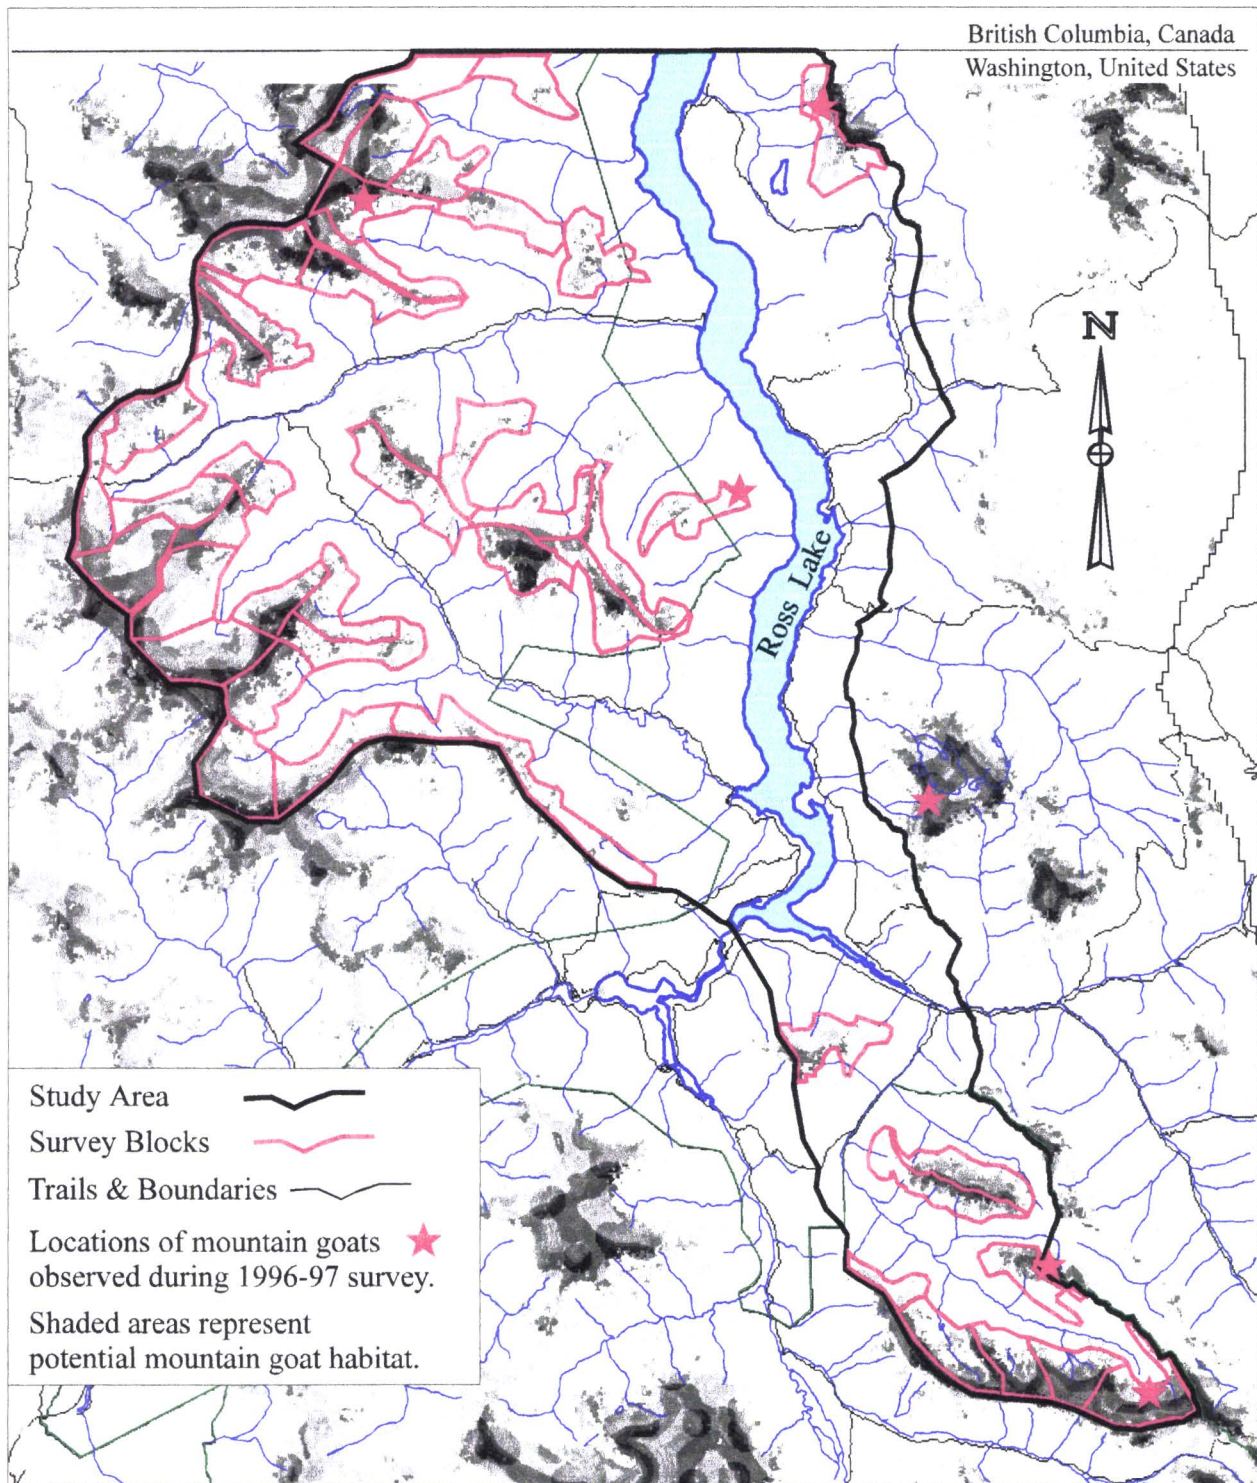 British Columbia, Canada
Washington, United States
N
Ross Lake
Study Area
Survey Blocks
Trails & Boundaries
Locations of mountain goats
observed during 1996-97 survey.
Shaded areas represent
potential mountain goat habitat.